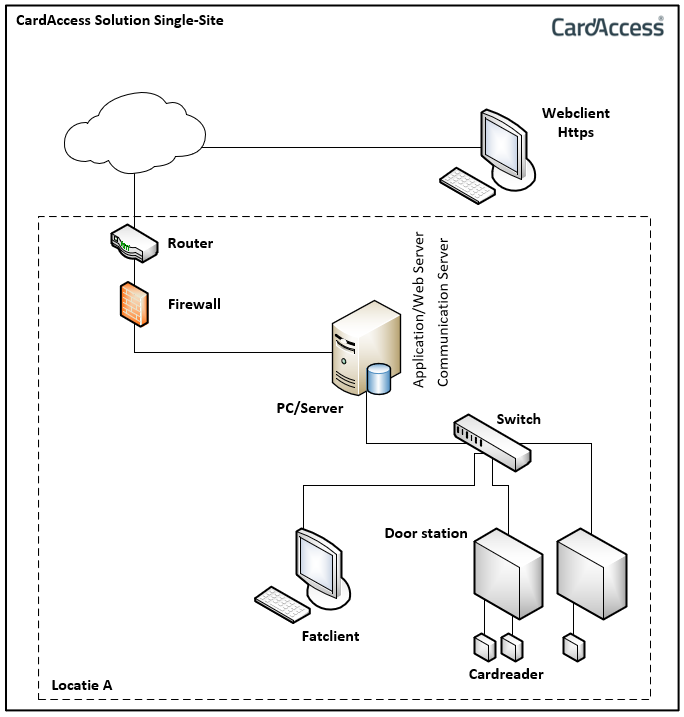 CardAccess Solution Single-Site
CardAccess®
Webclient
Https
Router
Firewall
Application/Web Server
Communication Server
PC/Server
Switch
Door station
Fatclient
Cardreader
Locatie A